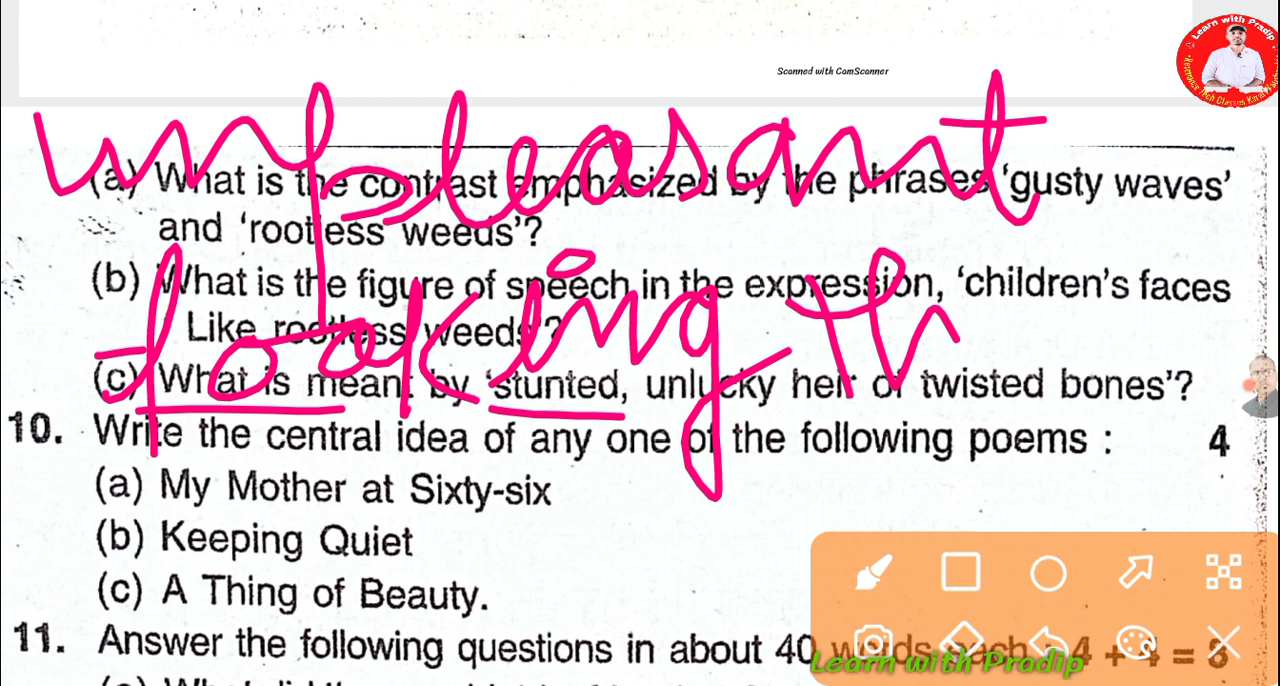 Learn with Pradip
Resonance Tech Classes
Scanned with CamScanner
unpleasant
(a) What is the contrast emphasized by the phrases 'gusty waves'
and 'rootless weeds'?
(b) What is the figure of speech in the expression, 'children's faces
Like rootless weeds'?
looking th
(c) What is meant by 'stunted, unlucky heir of twisted bones'?
10. Write the central idea of any one of the following poems : 4
(a) My Mother at Sixty-six
(b) Keeping Quiet
(c) A Thing of Beauty.
11. Answer the following questions in about 40 words each : 4 + 4 = 8
Learn with Prodip